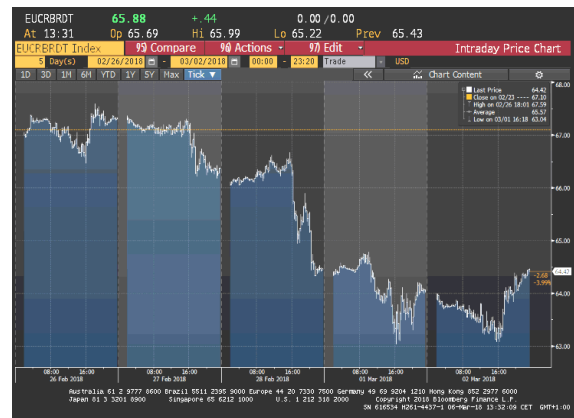 EUCRBRDT 65.88 +.44 0.00 / 0.00
At 13:31 Op 65.69 Hi 65.99 Lo 65.22 Prev 65.43
EUCRBRDT Index 95) Compare 96) Actions 97) Edit Intraday Price Chart
5 Day(s) 02/26/2018 - 03/02/2018 00:00 - 23:20 Trade USD
1D 3D 1M 6M YTD 1Y 5Y Max Tick ▼ « Chart Content
68.00
Last Price 64.42
Close on 02/23 ---- 67.10
High on 02/26 18:01 67.59
Average 65.57
Low on 03/01 16:18 63.04
67.00
66.00
65.00
64.42
-2.68
-3.99%
64.00
63.00
08:00 16:00 08:00 16:00 08:00 16:00 08:00 16:00 08:00 16:00
26 Feb 2018 27 Feb 2018 28 Feb 2018 01 Mar 2018 02 Mar 2018
Australia 61 2 9777 8600 Brazil 5511 2395 9000 Europe 44 20 7330 7500 Germany 49 69 9204 1210 Hong Kong 852 2977 6000
Japan 81 3 3201 8900 Singapore 65 6212 1000 U.S. 1 212 318 2000 Copyright 2018 Bloomberg Finance L.P.
SN 616534 H261-4437-1 06-Mar-18 13:32:09 CET GMT+1:00